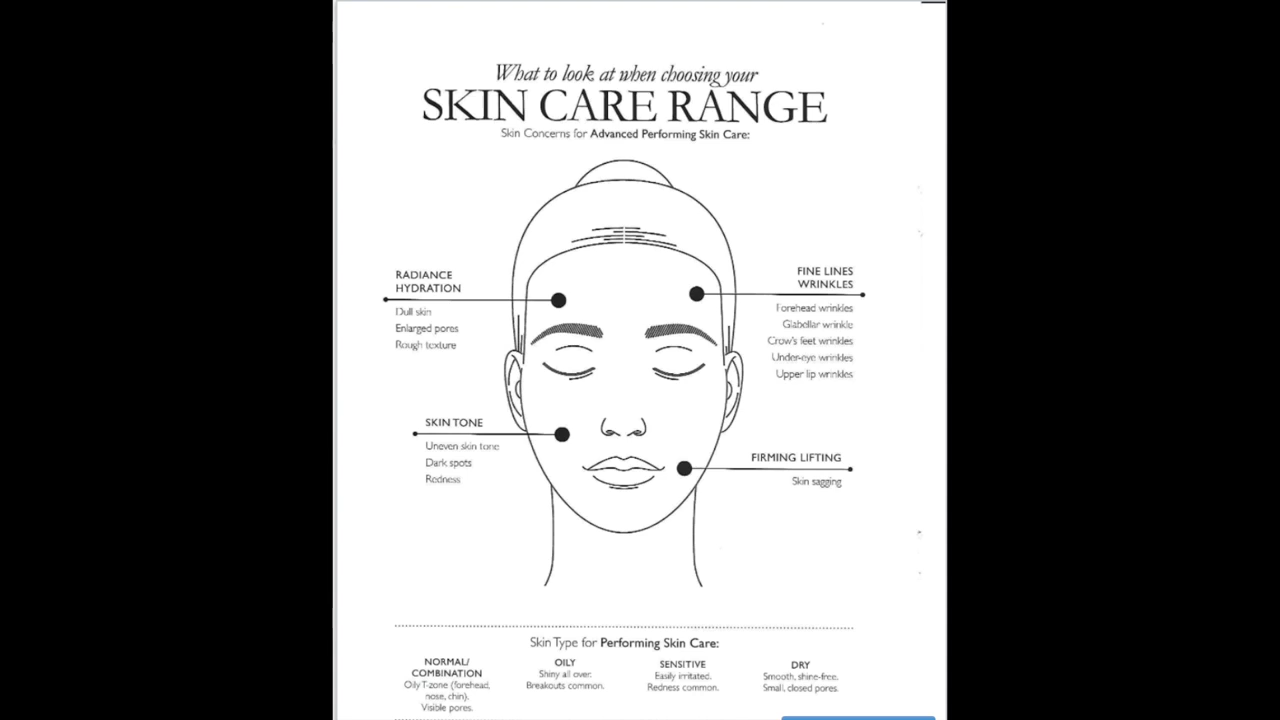 What to look at when choosing your
SKIN CARE RANGE
Skin Concerns for Advanced Performing Skin Care:
RADIANCE
HYDRATION
Dull skin
Enlarged pores
Rough texture
FINE LINES
WRINKLES
Forehead wrinkles
Glabellar wrinkle
Crow's feet wrinkles
Under-eye wrinkles
Upper lip wrinkles
SKIN TONE
Uneven skin tone
Dark spots
Redness
FIRMING LIFTING
Skin sagging
Skin Type for Performing Skin Care:
NORMAL/
COMBINATION
Oily T-zone (forehead,
nose, chin).
Visible pores.
OILY
Shiny all over.
Breakouts common.
SENSITIVE
Easily irritated.
Redness common.
DRY
Smooth, shine-free.
Small, closed pores.